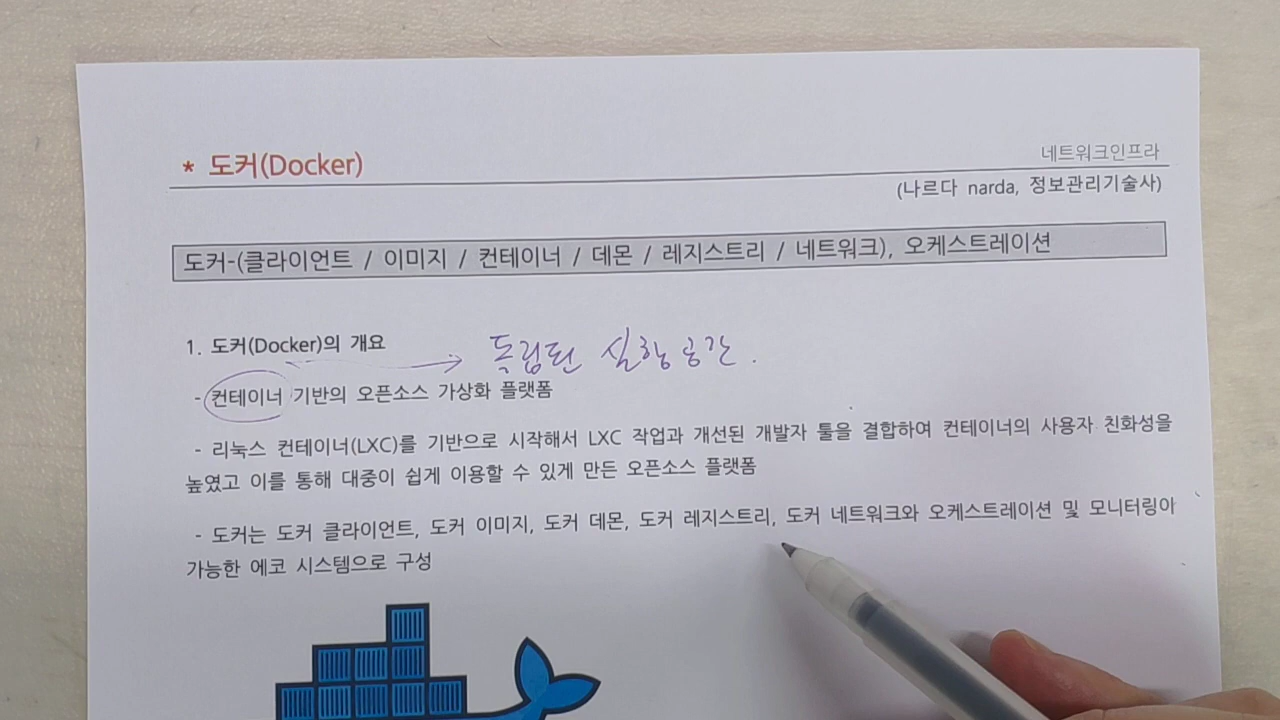 * 도커(Docker)
네트워크인프라
(나르다 narda, 정보관리기술사)
도커-(클라이언트 / 이미지 / 컨테이너 / 데몬 / 레지스트리 / 네트워크), 오케스트레이션
1. 도커(Docker)의 개요
독립된 실행공간.
- 컨테이너 기반의 오픈소스 가상화 플랫폼
- 리눅스 컨테이너(LXC)를 기반으로 시작해서 LXC 작업과 개선된 개발자 툴을 결합하여 컨테이너의 사용자 친화성을
높였고 이를 통해 대중이 쉽게 이용할 수 있게 만든 오픈소스 플랫폼
- 도커는 도커 클라이언트, 도커 이미지, 도커 데몬, 도커 레지스트리, 도커 네트워크와 오케스트레이션 및 모니터링아
가능한 에코 시스템으로 구성